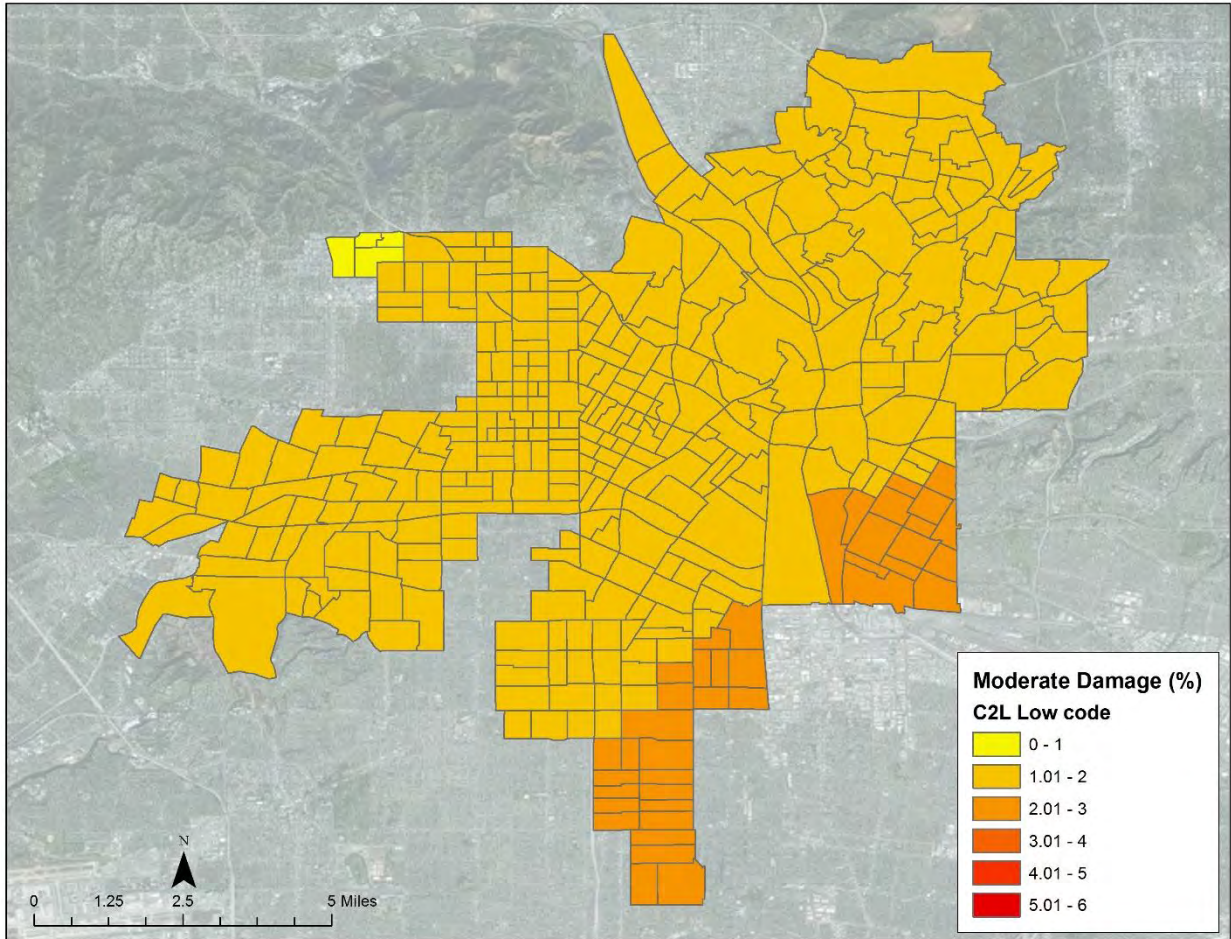 Moderate Damage (%)
C2L Low code
0 - 1
1.01 - 2
2.01 - 3
3.01 - 4
4.01 - 5
5.01 - 6
N
0 1.25 2.5 5 Miles